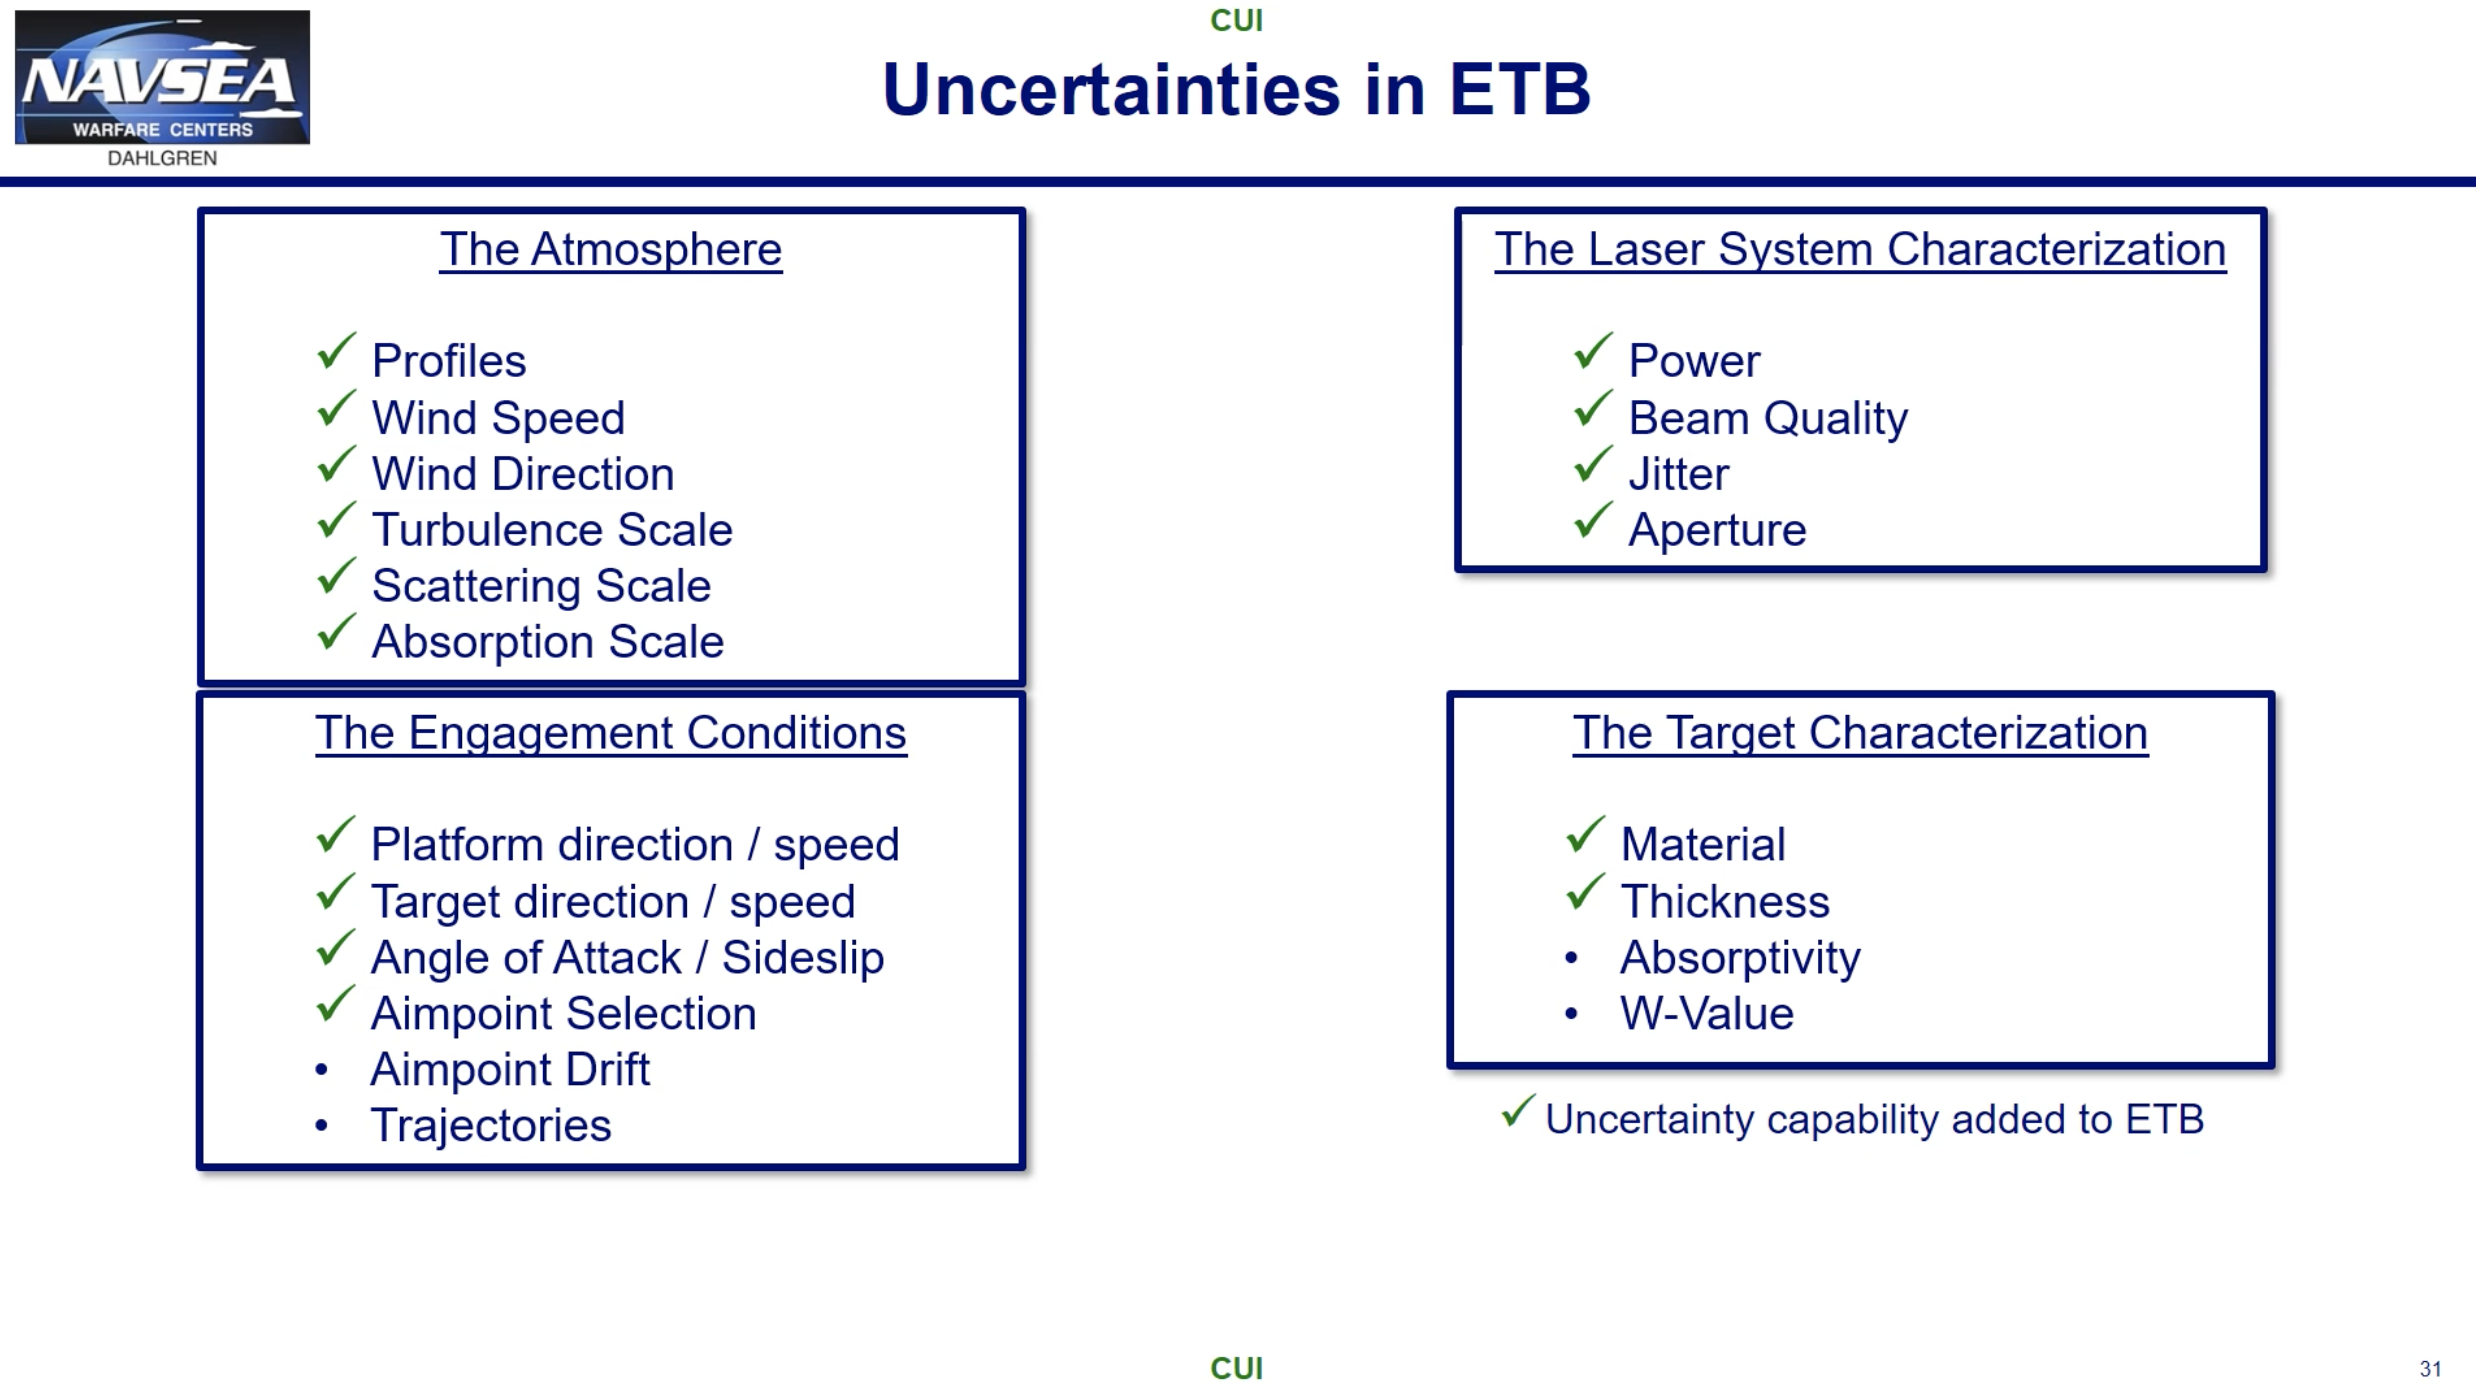 CUI
NAVSEA
WARFARE CENTERS
DAHLGREN
Uncertainties in ETB
The Atmosphere
✓ Profiles
✓ Wind Speed
✓ Wind Direction
✓ Turbulence Scale
✓ Scattering Scale
✓ Absorption Scale
The Laser System Characterization
✓ Power
✓ Beam Quality
✓ Jitter
✓ Aperture
The Engagement Conditions
✓ Platform direction / speed
✓ Target direction / speed
✓ Angle of Attack / Sideslip
✓ Aimpoint Selection
• Aimpoint Drift
• Trajectories
The Target Characterization
✓ Material
✓ Thickness
• Absorptivity
• W-Value
✓ Uncertainty capability added to ETB
CUI
31